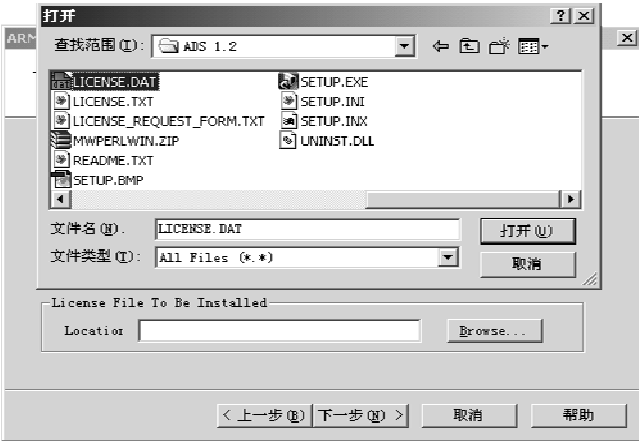 打开
ARM
查找范围(I): ADS 1.2
LICENSE.DAT
LICENSE.TXT
LICENSE_REQUEST_FORM.TXT
MWPERLWIN.ZIP
README.TXT
SETUP.BMP
SETUP.EXE
SETUP.INI
SETUP.INX
UNINST.DLL
文件名(N). LICENSE.DAT 打开(U)
文件类型(T): All Files (*.*) 取消
License File To Be Installed
Location Browse...
< 上一步(B) 下一步(N) > 取消 帮助